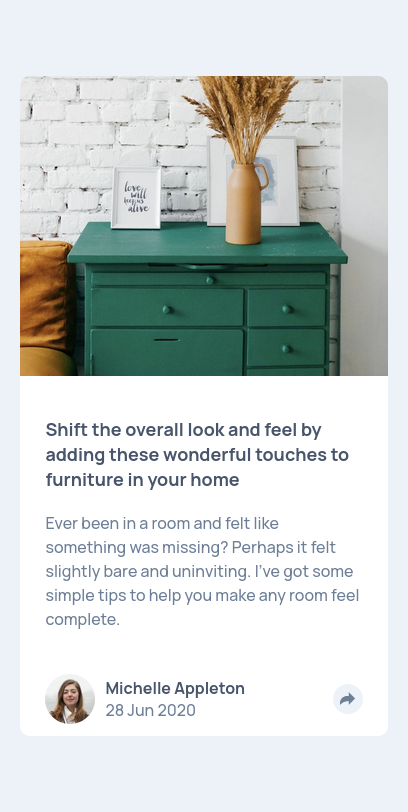 love
will
keep us
alive
Shift the overall look and feel by
adding these wonderful touches to
furniture in your home
Ever been in a room and felt like
something was missing? Perhaps it felt
slightly bare and uninviting. I’ve got some
simple tips to help you make any room feel
complete.
Michelle Appleton
28 Jun 2020